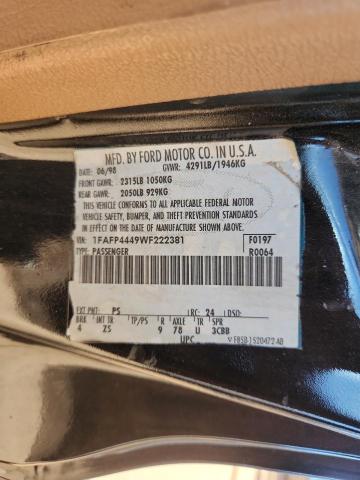 MFD. BY FORD MOTOR CO. IN U.S.A.
DATE: 06/98 GVWR: 4291LB/1946KG
FRONT GAWR: 2315LB 1050KG
REAR GAWR: 2050LB 929KG
THIS VEHICLE CONFORMS TO ALL APPLICABLE FEDERAL MOTOR
VEHICLE SAFETY, BUMPER, AND THEFT PREVENTION STANDARDS IN
EFFECT ON THE DATE OF MANUFACTURE SHOWN ABOVE.
VIN: 1FAFP4449WF222381 F0197
TYPE: PASSENGER R0064
EXT PNT: PS RC: 24 DSO:
BRK INT TR TP/PS R AXLE TR SPR
4 ZS 9 78 U 3CBB
UPC